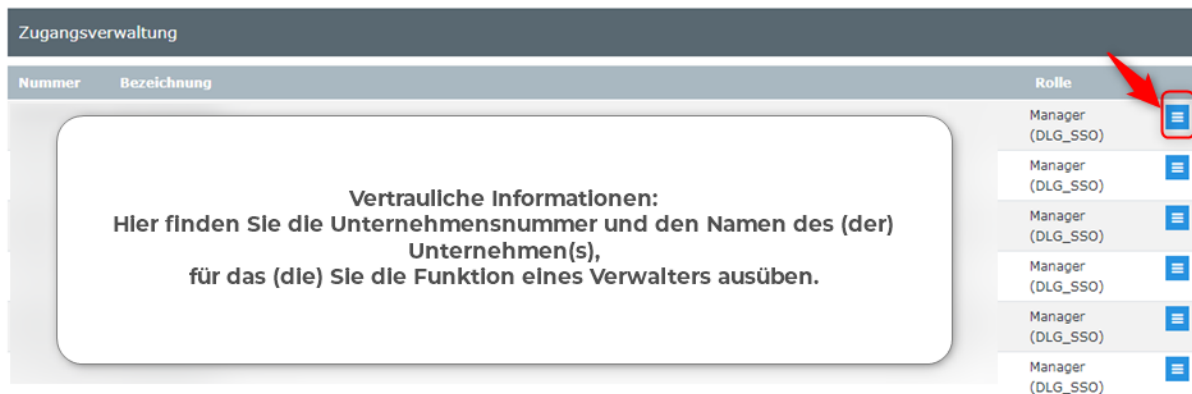 Zugangsverwaltung
Nummer Bezeichnung Rolle
Manager
(DLG_SSO)
Manager
(DLG_SSO)
Vertrauliche Informationen:
Hier finden Sie die Unternehmensnummer und den Namen des (der)
Unternehmen(s),
für das (die) Sie die Funktion eines Verwalters ausüben.
Manager
(DLG_SSO)
Manager
(DLG_SSO)
Manager
(DLG_SSO)
Manager
(DLG_SSO)